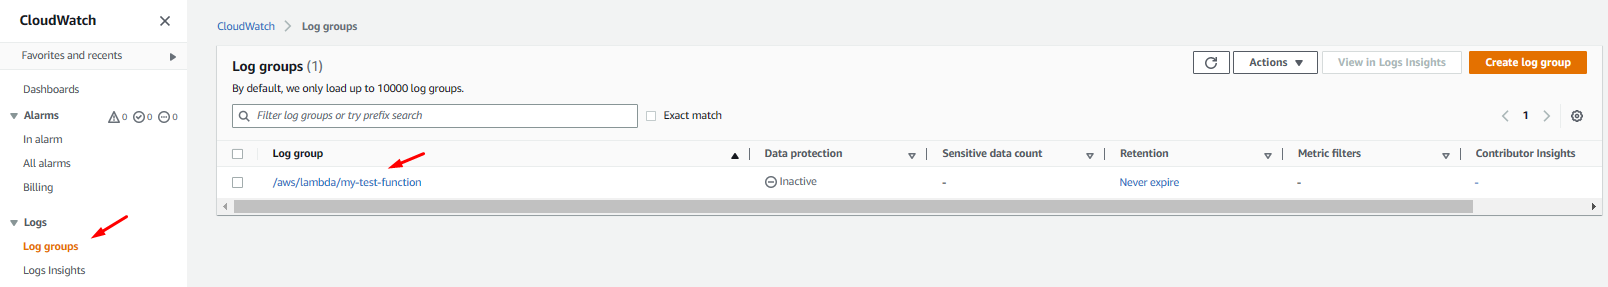 CloudWatch
Favorites and recents
Dashboards
Alarms 0 0 0
In alarm
All alarms
Billing
Logs
Log groups
Logs Insights
CloudWatch Log groups
Log groups (1)
By default, we only load up to 10000 log groups.
Actions View in Logs Insights Create log group
Filter log groups or try prefix search Exact match 1
Log group Data protection Sensitive data count Retention Metric filters Contributor Insights
/aws/lambda/my-test-function Inactive - Never expire - -